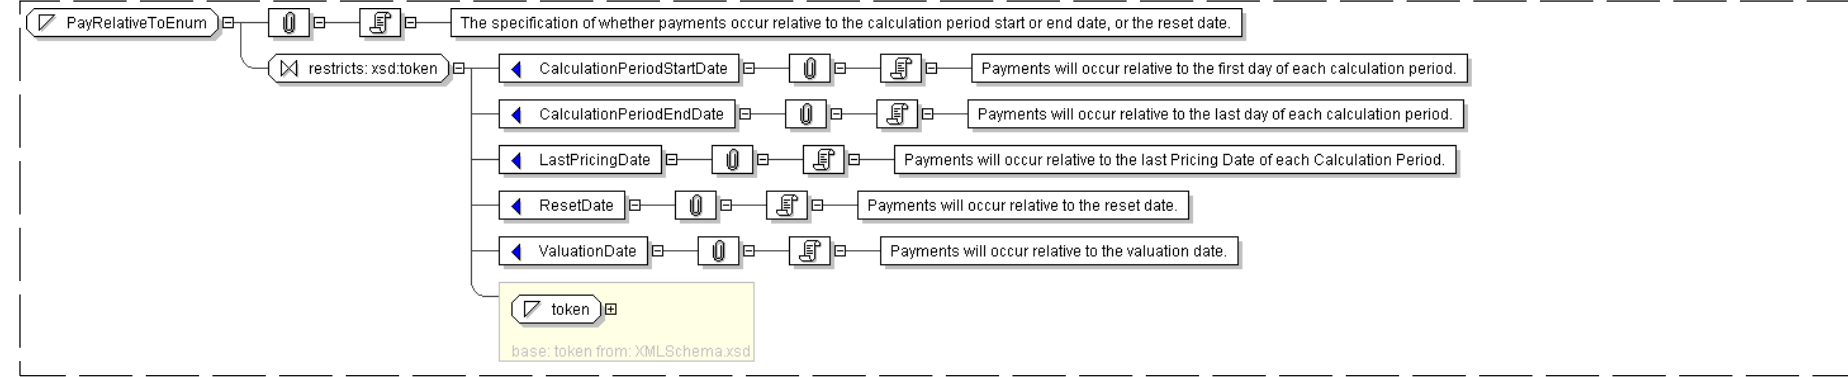 PayRelativeToEnum The specification of whether payments occur relative to the calculation period start or end date, or the reset date.
restricts: xsd:token CalculationPeriodStartDate Payments will occur relative to the first day of each calculation period.
CalculationPeriodEndDate Payments will occur relative to the last day of each calculation period.
LastPricingDate Payments will occur relative to the last Pricing Date of each Calculation Period.
ResetDate Payments will occur relative to the reset date.
ValuationDate Payments will occur relative to the valuation date.
token
base: token from: XMLSchema.xsd